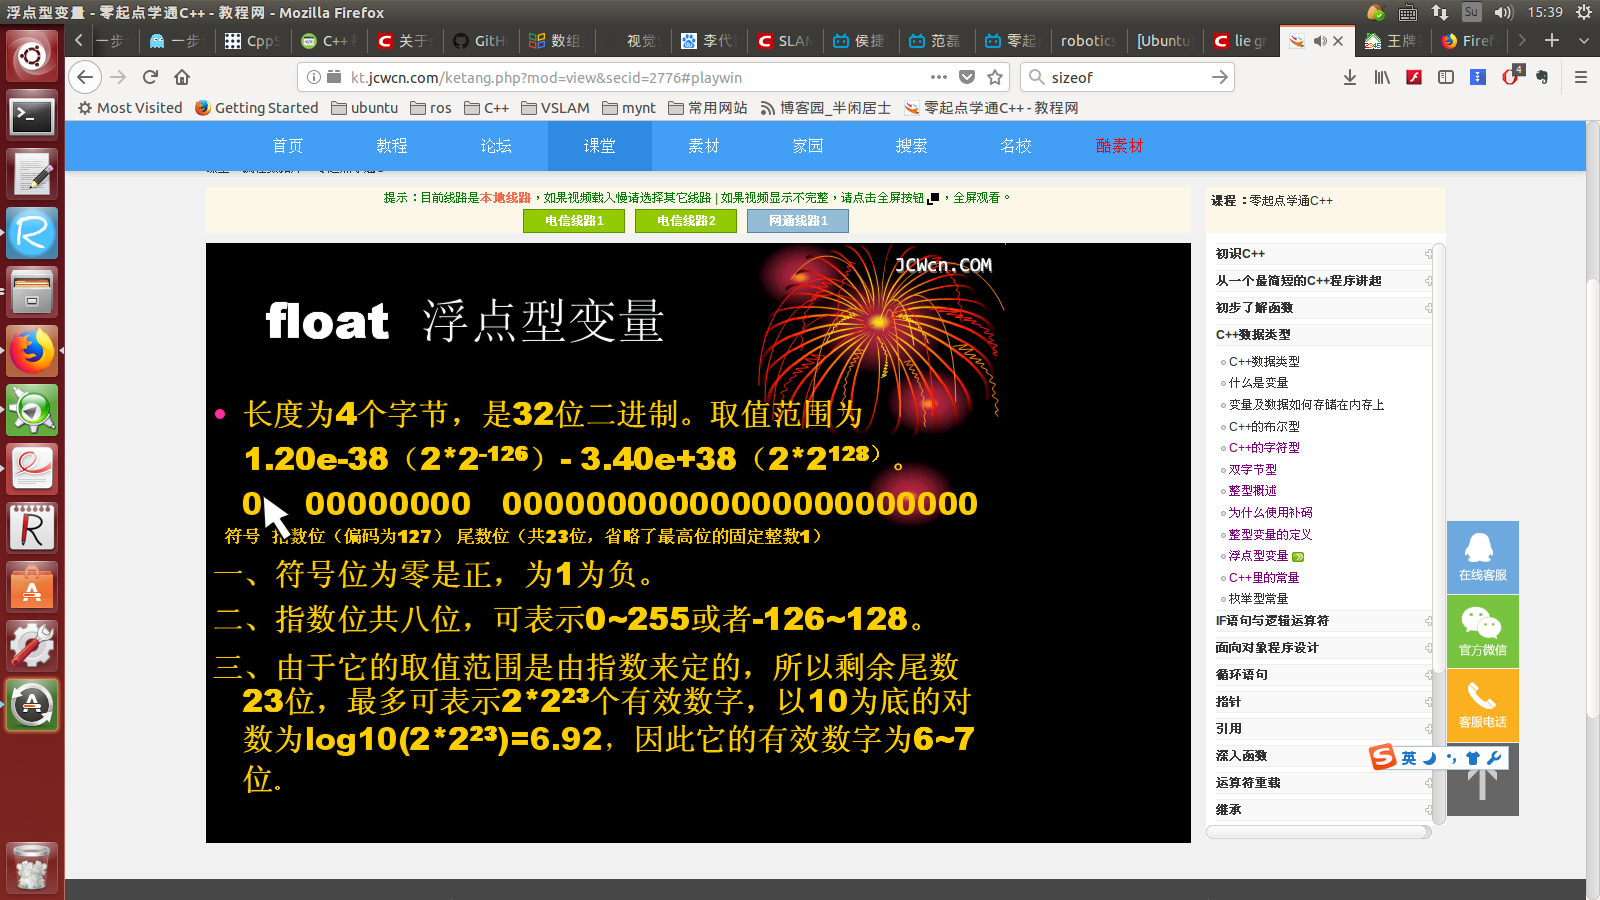 浮点型变量 - 零起点学通C++ - 教程网 - Mozilla Firefox
Su 15:39
一步 一步 CppS C++ 关于 GitH 数组 视觉 李代 SLAM 侯捷 范磊 零起 robotics [Ubuntu lie gr 王牌 Firef
kt.jcwcn.com/ketang.php?mod=view&secid=2776#playwin
sizeof
4
Most Visited Getting Started ubuntu ros C++ VSLAM mynt 常用网站 博客园_半闲居士 零起点学通C++ - 教程网
首页 教程 论坛 课堂 素材 家园 搜索 名校 酷素材
提示：目前线路是本地线路，如果视频载入慢请选择其它线路 | 如果视频显示不完整，请点击全屏按钮，全屏观看。
电信线路1 电信线路2 网通线路1
JCWcn.COM
float 浮点型变量
长度为4个字节，是32位二进制。取值范围为
1.20e-38（2*2-126）- 3.40e+38（2*2128）。
0 00000000 00000000000000000000000
符号 指数位（偏码为127） 尾数位（共23位，省略了最高位的固定整数1）
一、符号位为零是正，为1为负。
二、指数位共八位，可表示0~255或者-126~128。
三、由于它的取值范围是由指数来定的，所以剩余尾数
23位，最多可表示2*223个有效数字，以10为底的对
数为log10(2*223)=6.92，因此它的有效数字为6~7
位。
课程：零起点学通C++
初识C++
从一个最简短的C++程序讲起
初步了解函数
C++数据类型
C++数据类型
什么是变量
变量及数据如何存储在内存上
C++的布尔型
C++的字符型
双字节型
整型概述
为什么使用补码
整型变量的定义
浮点型变量
C++里的常量
枚举型常量
IF语句与逻辑运算符
面向对象程序设计
循环语句
指针
引用
深入函数
运算符重载
继承
在线客服
官方微信
客服电话
英